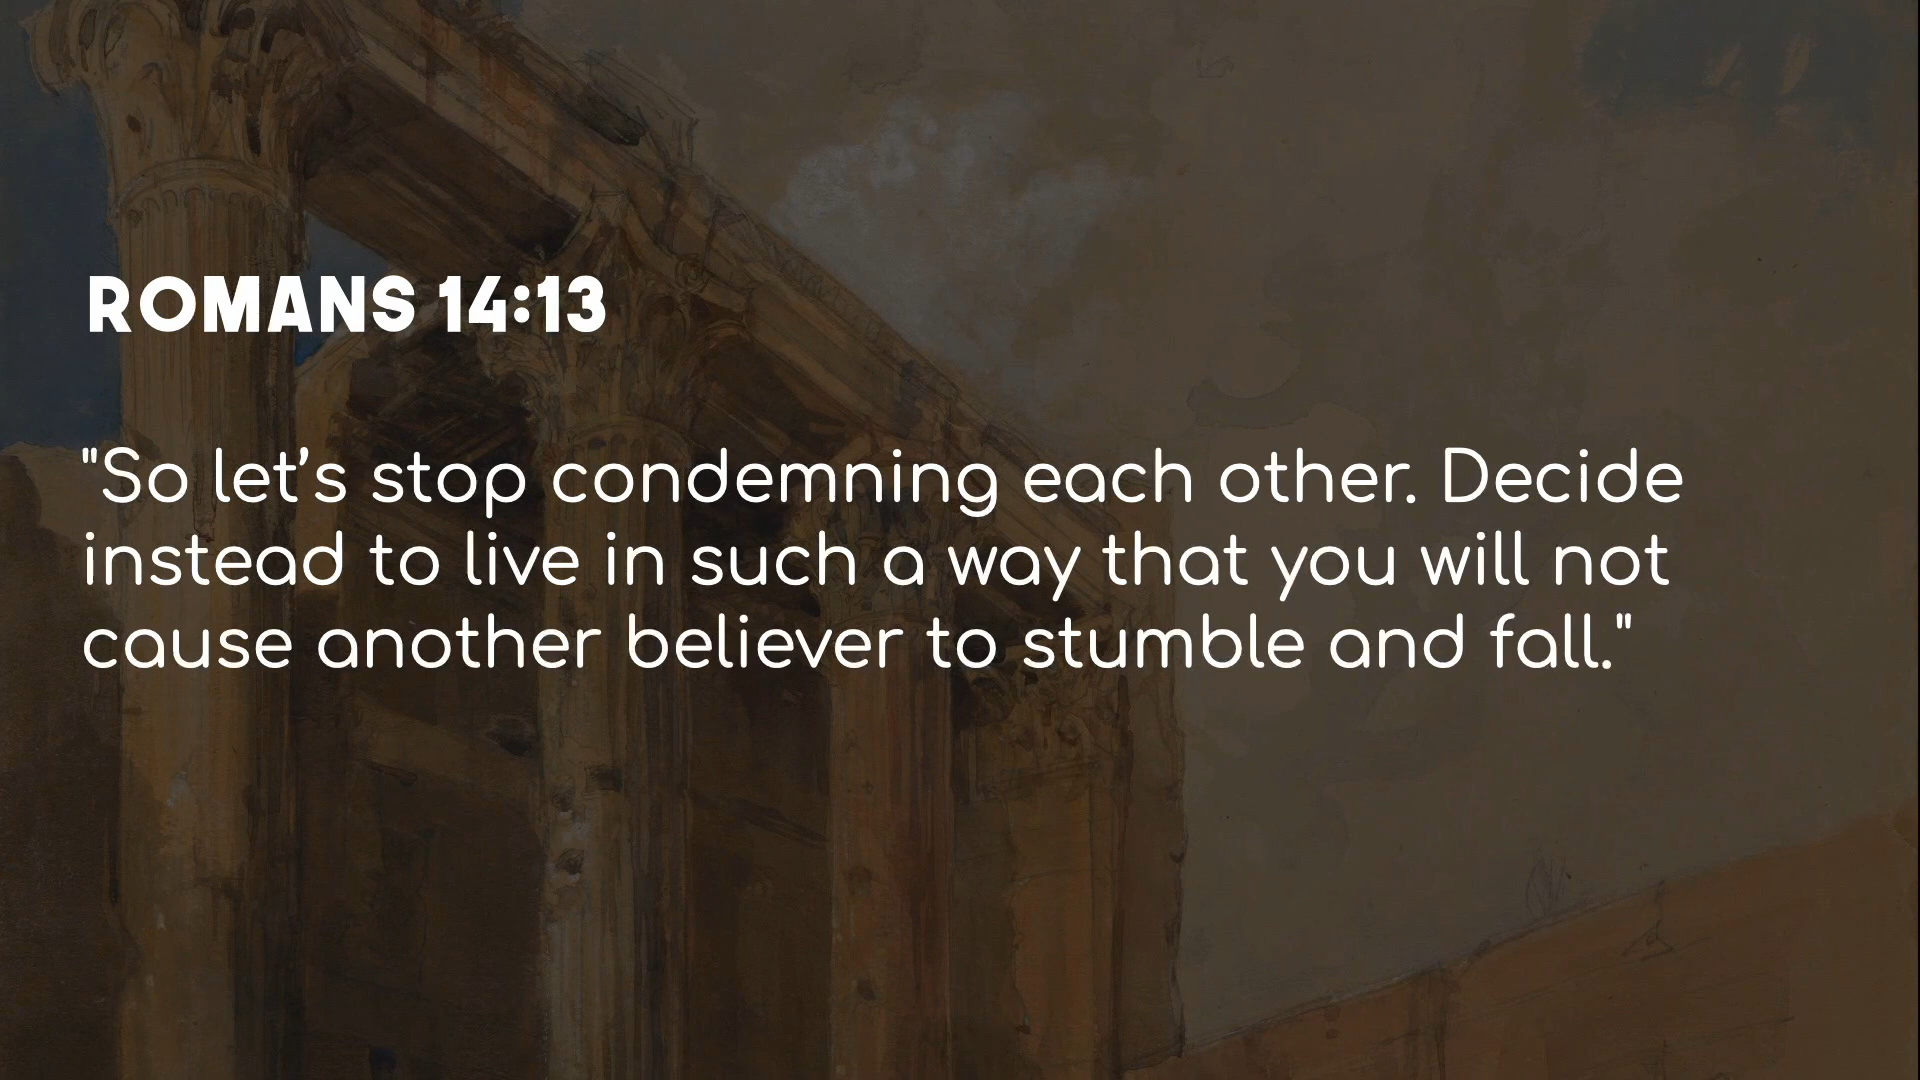 ROMANS 14:13
"So let’s stop condemning each other. Decide
instead to live in such a way that you will not
cause another believer to stumble and fall."